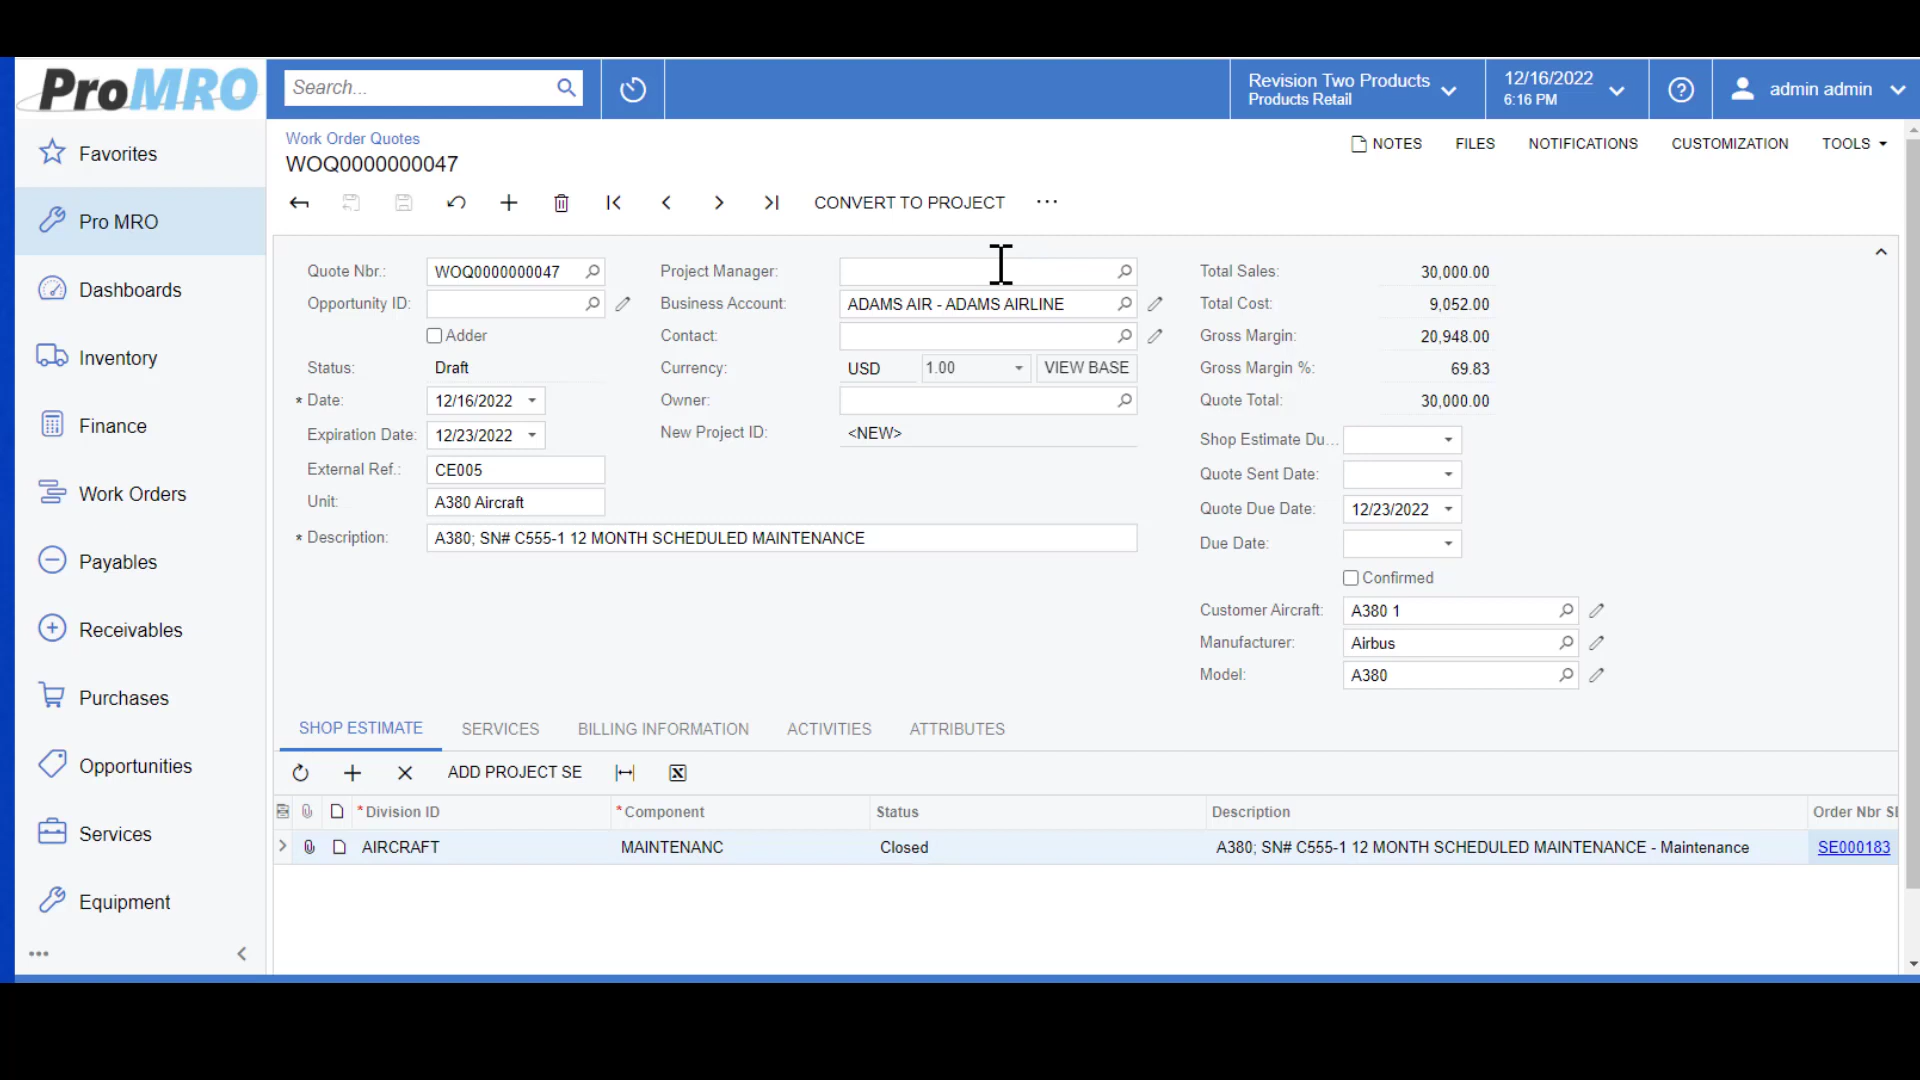 ProMRO
Search...
Revision Two Products
Products Retail
12/16/2022
6:16 PM
admin admin
Favorites
Pro MRO
Dashboards
Inventory
Finance
Work Orders
Payables
Receivables
Purchases
Opportunities
Services
Equipment
Work Order Quotes
WOQ0000000047
NOTES FILES NOTIFICATIONS CUSTOMIZATION TOOLS
CONVERT TO PROJECT
Quote Nbr.: WOQ0000000047
Opportunity ID:
Adder
Status: Draft
* Date: 12/16/2022
Expiration Date: 12/23/2022
External Ref.: CE005
Unit: A380 Aircraft
* Description: A380; SN# C555-1 12 MONTH SCHEDULED MAINTENANCE
Project Manager:
Business Account: ADAMS AIR - ADAMS AIRLINE
Contact:
Currency: USD 1.00 VIEW BASE
Owner:
New Project ID: <NEW>
Total Sales: 30,000.00
Total Cost: 9,052.00
Gross Margin: 20,948.00
Gross Margin %: 69.83
Quote Total: 30,000.00
Shop Estimate Du...
Quote Sent Date:
Quote Due Date: 12/23/2022
Due Date:
Confirmed
Customer Aircraft: A380 1
Manufacturer: Airbus
Model: A380
SHOP ESTIMATE SERVICES BILLING INFORMATION ACTIVITIES ATTRIBUTES
ADD PROJECT SE
* Division ID * Component Status Description Order Nbr SE
AIRCRAFT MAINTENANC Closed A380; SN# C555-1 12 MONTH SCHEDULED MAINTENANCE - Maintenance SE000183